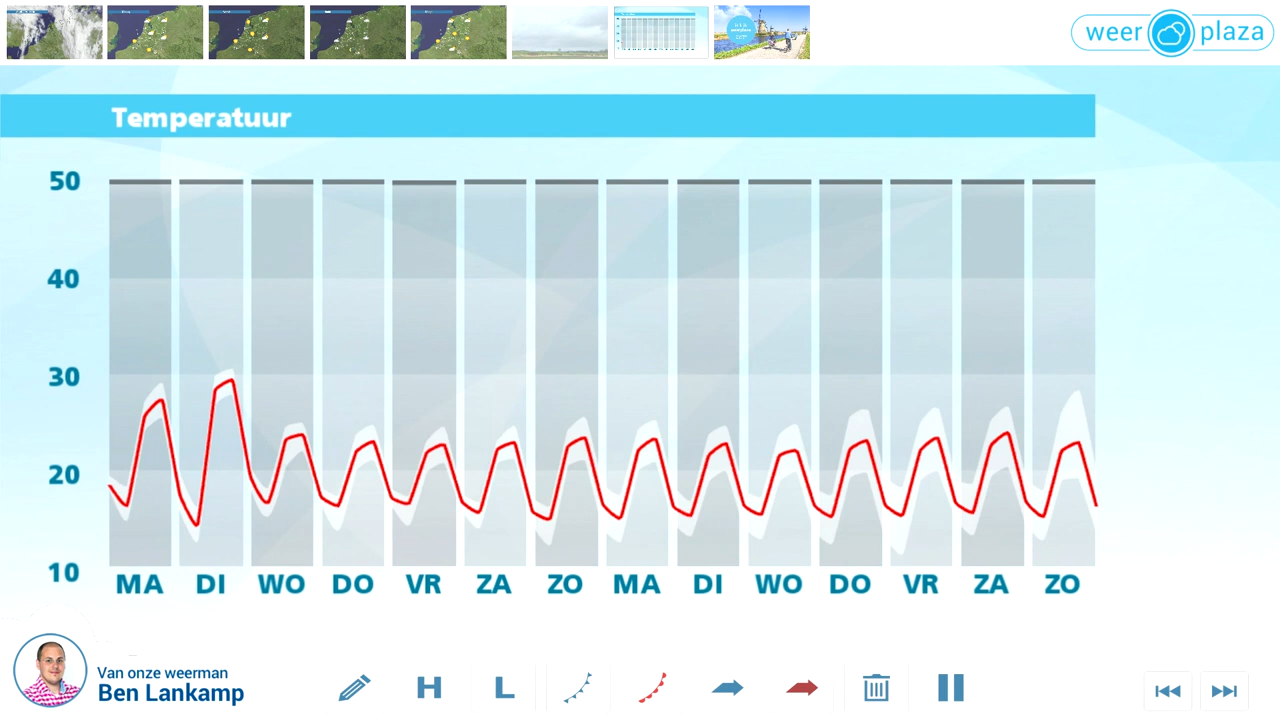 weer plaza
Temperatuur
50
40
30
20
10
MA DI WO DO VR ZA ZO MA DI WO DO VR ZA ZO
Van onze weerman
Ben Lankamp
H L